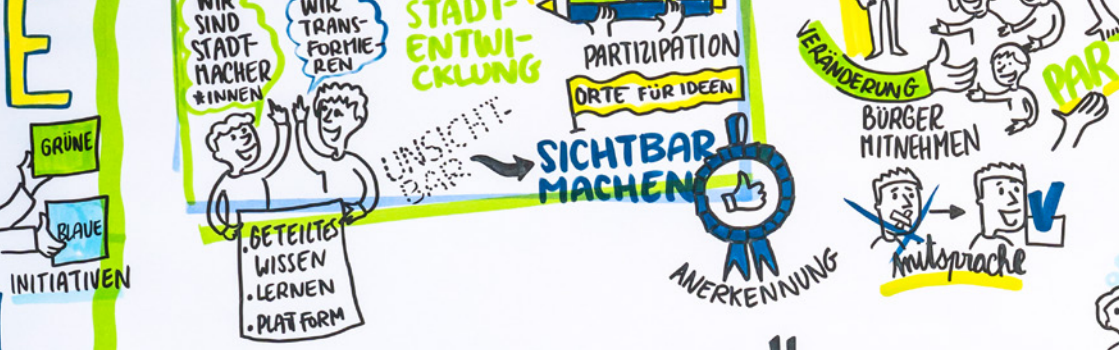 E
GRÜNE
BLAUE
INITIATIVEN
WIR
SIND
STADT-
MACHER
*INNEN
WIR
TRANS-
FORMIE-
REN
STADT-
ENTWI-
CKLUNG
PARTIZIPATION
ORTE FÜR IDEEN
UNSICHT-
BAR.
SICHTBAR
MACHEN
ANERKENNUNG
·GETEILTES
WISSEN
·LERNEN
·PLATTFORM
VERÄNDERUNG
BÜRGER
MITNEHMEN
mitsprache
PAR